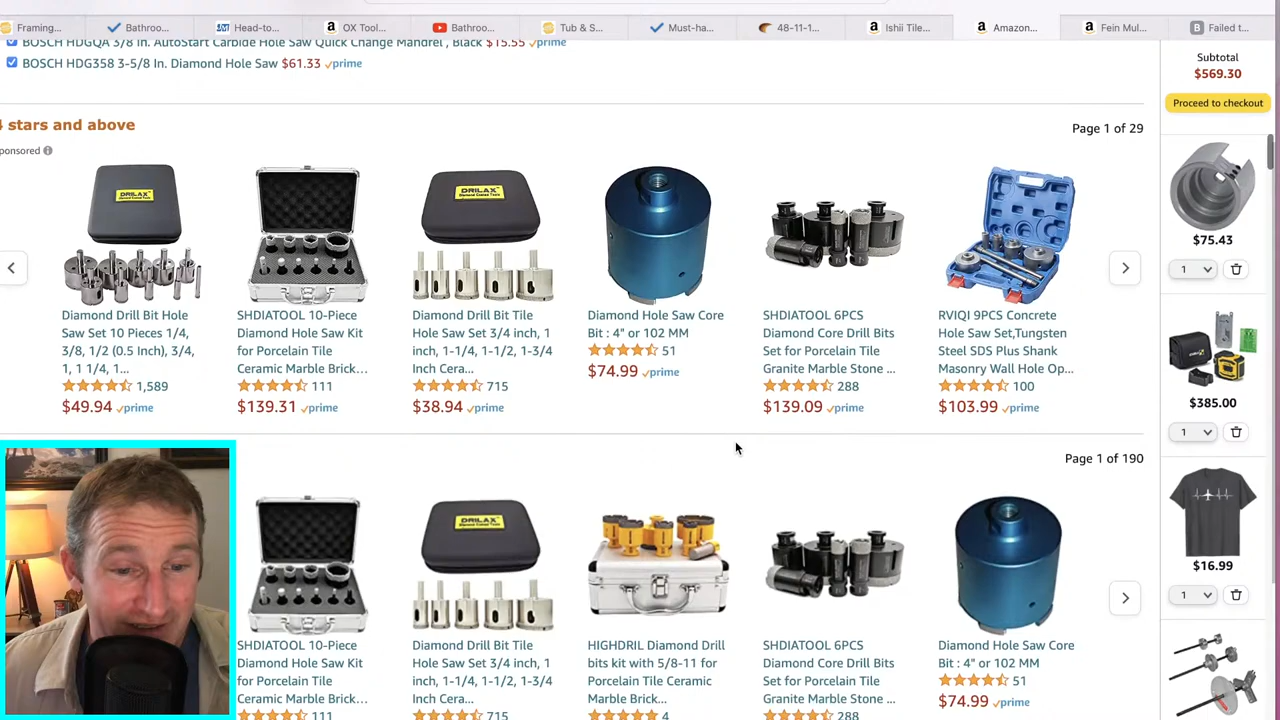 Framing...
Bathroo...
Head-to...
OX Tool...
Bathroo...
Tub & S...
Must-ha...
48-11-1...
Ishii Tile...
Amazon...
Fein Mul...
Failed t...
BOSCH HDGQA 3/8 In. AutoStart Carbide Hole Saw Quick Change Mandrel , Black $15.55 prime
BOSCH HDG358 3-5/8 In. Diamond Hole Saw $61.33 prime
Subtotal
$569.30
Proceed to checkout
4 stars and above
Page 1 of 29
ponsored
DRILAX
DRILAX
Diamond Drill Bit Hole
Saw Set 10 Pieces 1/4,
3/8, 1/2 (0.5 Inch), 3/4,
1, 1 1/4, 1...
1,589
$49.94 prime
SHDIATOOL 10-Piece
Diamond Hole Saw Kit
for Porcelain Tile
Ceramic Marble Brick...
111
$139.31 prime
Diamond Drill Bit Tile
Hole Saw Set 3/4 inch, 1
inch, 1-1/4, 1-1/2, 1-3/4
Inch Cera...
715
$38.94 prime
Diamond Hole Saw Core
Bit : 4" or 102 MM
51
$74.99 prime
SHDIATOOL 6PCS
Diamond Core Drill Bits
Set for Porcelain Tile
Granite Marble Stone ...
288
$139.09 prime
RVIQI 9PCS Concrete
Hole Saw Set,Tungsten
Steel SDS Plus Shank
Masonry Wall Hole Op...
100
$103.99 prime
$75.43
1
$385.00
1
$16.99
1
Page 1 of 190
DRILAX
SHDIATOOL 10-Piece
Diamond Hole Saw Kit
for Porcelain Tile
Ceramic Marble Brick...
111
Diamond Drill Bit Tile
Hole Saw Set 3/4 inch, 1
inch, 1-1/4, 1-1/2, 1-3/4
Inch Cera...
715
HIGHDRIL Diamond Drill
bits kit with 5/8-11 for
Porcelain Tile Ceramic
Marble Brick...
4
SHDIATOOL 6PCS
Diamond Core Drill Bits
Set for Porcelain Tile
Granite Marble Stone ...
288
Diamond Hole Saw Core
Bit : 4" or 102 MM
51
$74.99 prime